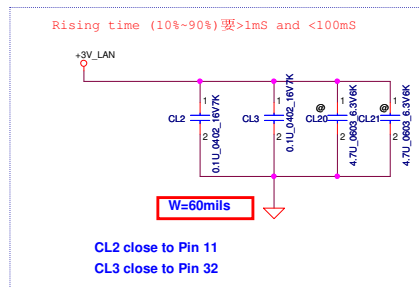 Rising time (10%~90%)要>1mS and <100mS
+3V_LAN
1
1
1
1
@
@
CL2
CL3
CL20
CL21
2
2
2
2
0.1U_0402_16V7K
0.1U_0402_16V7K
4.7U_0603_6.3V6K
4.7U_0603_6.3V6K
W=60mils
CL2 close to Pin 11
CL3 close to Pin 32